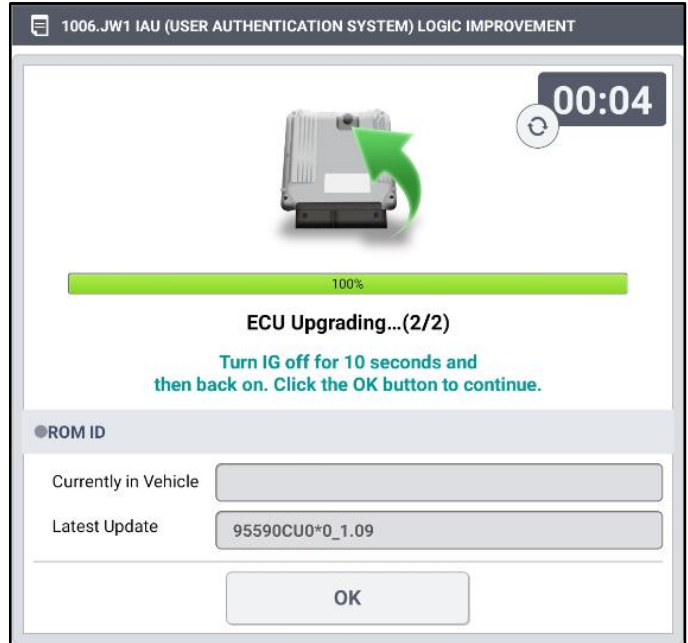 1006.JW1 IAU (USER AUTHENTICATION SYSTEM) LOGIC IMPROVEMENT
00:04
100%
ECU Upgrading...(2/2)
Turn IG off for 10 seconds and
then back on. Click the OK button to continue.
ROM ID
Currently in Vehicle
Latest Update 95590CU0*0_1.09
OK